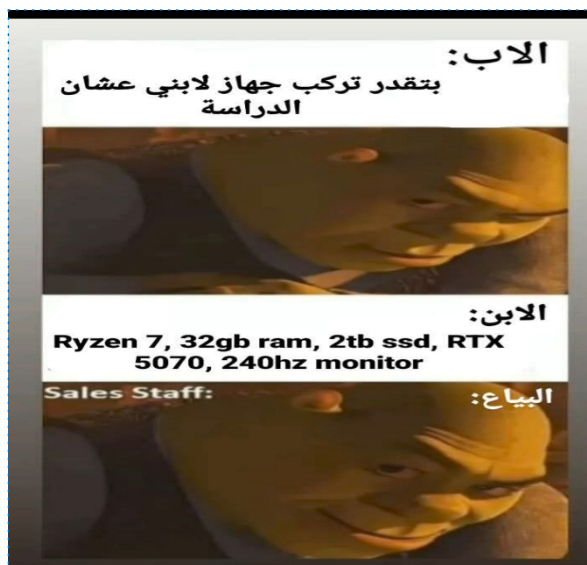 الاب:
بتقدر تركب جهاز لابني عشان
الدراسة
الابن:
Ryzen 7, 32gb ram, 2tb ssd, RTX
5070, 240hz monitor
Sales Staff: البياع: